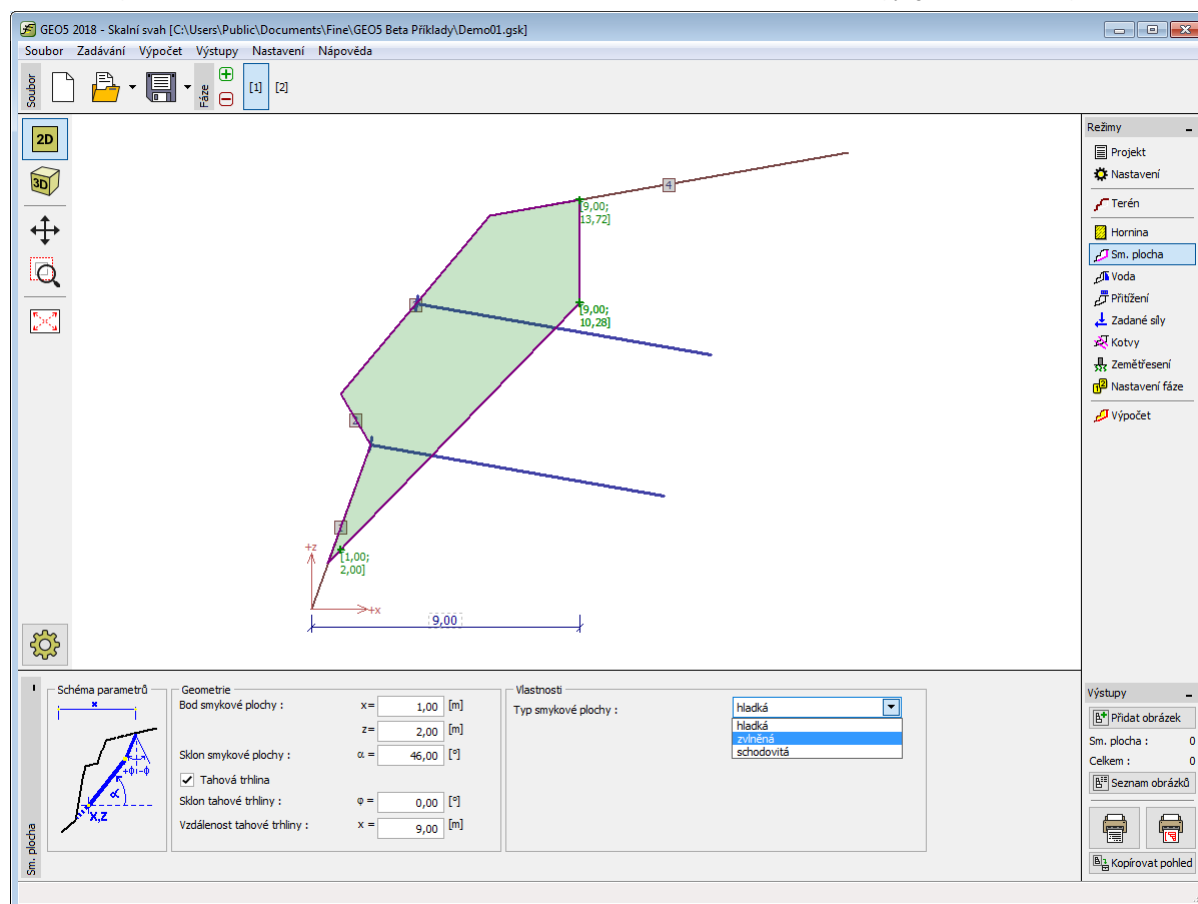 GEO5 2018 - Skalní svah [C:\Users\Public\Documents\Fine\GEO5 Beta Příklady\Demo01.gsk]
Soubor Zadávání Výpočet Výstupy Nastavení Nápověda
Soubor
Fáze
[1] [2]
2D
3D
4
[9,00;
13,72]
3
[9,00;
10,28]
2
1
[1,00;
2,00]
+z
+x
9,00
Režimy
Projekt
Nastavení
Terén
Hornina
Sm. plocha
Voda
Přitížení
Zadané síly
Kotvy
Zemětřesení
Nastavení fáze
Výpočet
Sm. plocha
Schéma parametrů
x
+φ -φ
α
x,z
Geometrie
Bod smykové plochy : x= 1,00 [m]
z= 2,00 [m]
Sklon smykové plochy : α = 46,00 [°]
Tahová trhlina
Sklon tahové trhliny : φ = 0,00 [°]
Vzdálenost tahové trhliny : x = 9,00 [m]
Vlastnosti
Typ smykové plochy : hladká
hladká
zvlněná
schodovitá
Výstupy
Přidat obrázek
Sm. plocha : 0
Celkem : 0
Seznam obrázků
Kopírovat pohled